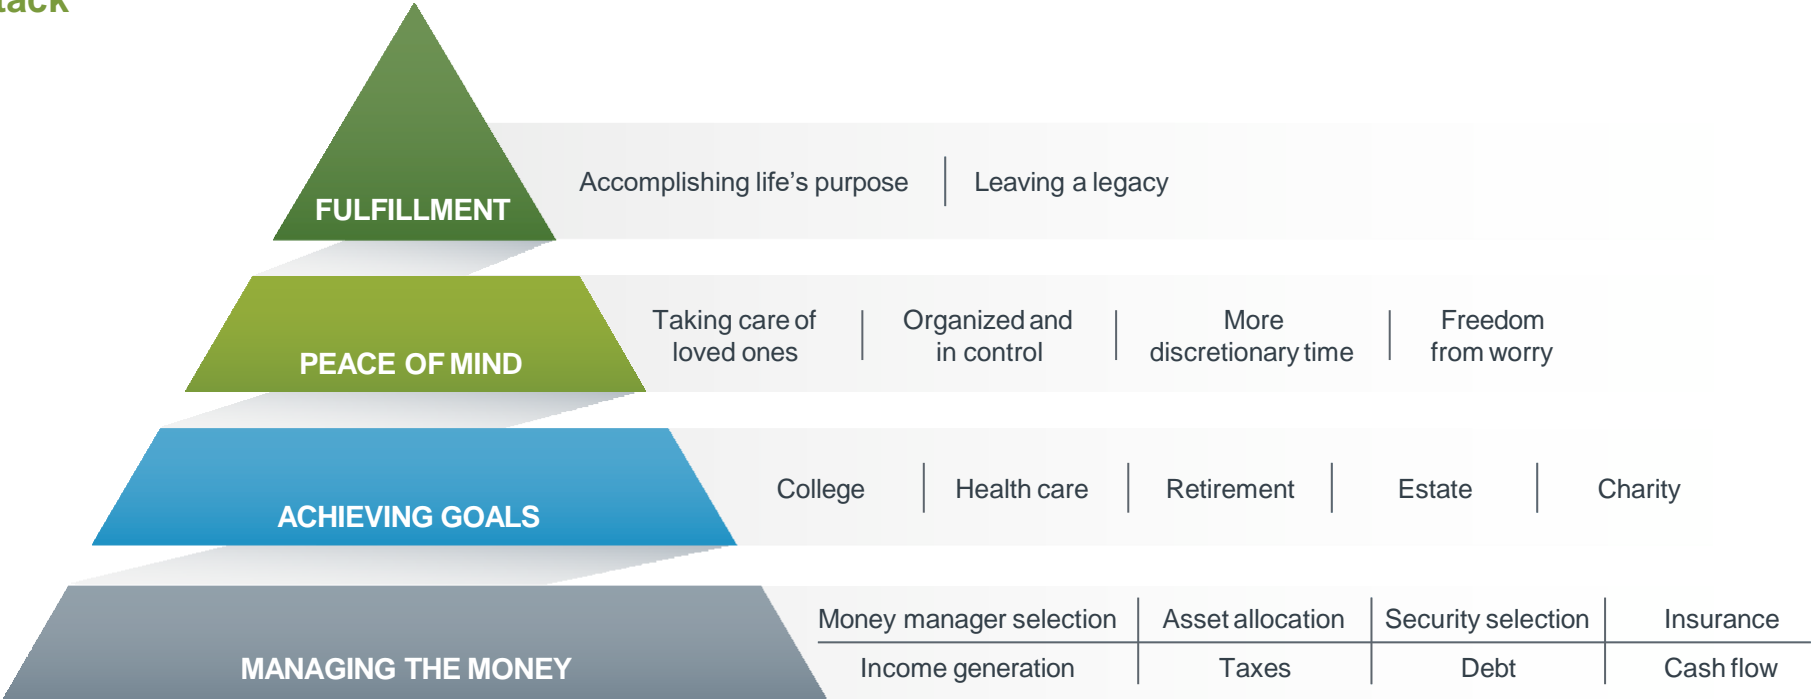 tack
FULFILLMENT
Accomplishing life's purpose
Leaving a legacy
PEACE OF MIND
Taking care of
loved ones
Organized and
in control
More
discretionary time
Freedom
from worry
ACHIEVING GOALS
College
Health care
Retirement
Estate
Charity
MANAGING THE MONEY
Money manager selection
Asset allocation
Security selection
Insurance
Income generation
Taxes
Debt
Cash flow